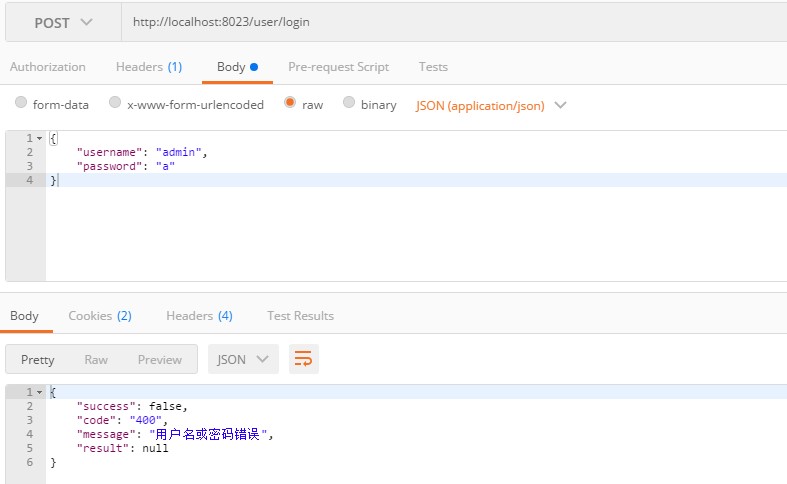 POST http://localhost:8023/user/login
Authorization Headers (1) Body Pre-request Script Tests
form-data x-www-form-urlencoded raw binary JSON (application/json)
1 {
2 "username": "admin",
3 "password": "a"
4 }
Body Cookies (2) Headers (4) Test Results
Pretty Raw Preview JSON
1 {
2 "success": false,
3 "code": "400",
4 "message": "用户名或密码错误",
5 "result": null
6 }